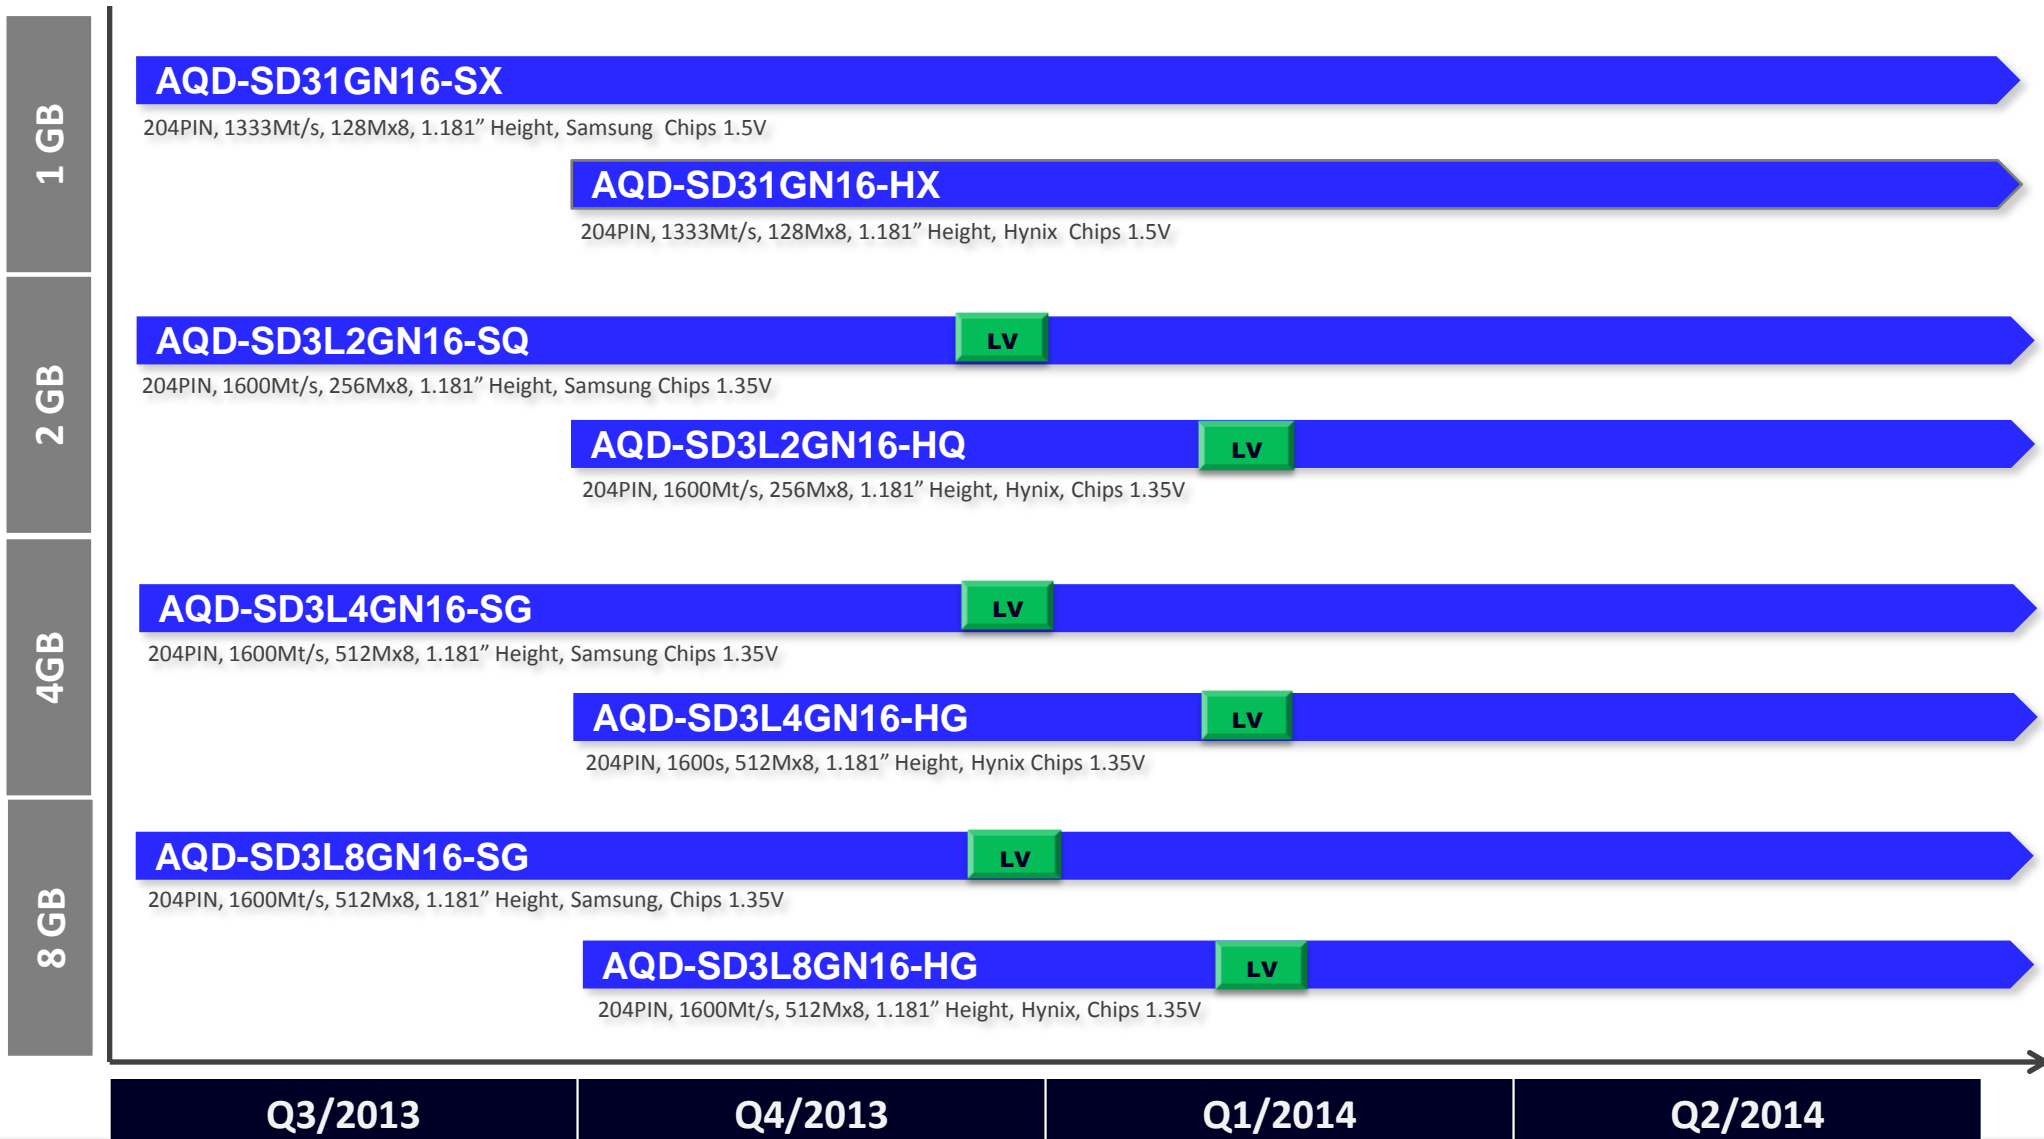 1 GB
AQD-SD31GN16-SX
204PIN, 1333Mt/s, 128Mx8, 1.181” Height, Samsung Chips 1.5V
AQD-SD31GN16-HX
204PIN, 1333Mt/s, 128Mx8, 1.181” Height, Hynix Chips 1.5V
2 GB
AQD-SD3L2GN16-SQ LV
204PIN, 1600Mt/s, 256Mx8, 1.181” Height, Samsung Chips 1.35V
AQD-SD3L2GN16-HQ LV
204PIN, 1600Mt/s, 256Mx8, 1.181” Height, Hynix, Chips 1.35V
4GB
AQD-SD3L4GN16-SG LV
204PIN, 1600Mt/s, 512Mx8, 1.181” Height, Samsung Chips 1.35V
AQD-SD3L4GN16-HG LV
204PIN, 1600s, 512Mx8, 1.181” Height, Hynix Chips 1.35V
8 GB
AQD-SD3L8GN16-SG LV
204PIN, 1600Mt/s, 512Mx8, 1.181” Height, Samsung, Chips 1.35V
AQD-SD3L8GN16-HG LV
204PIN, 1600Mt/s, 512Mx8, 1.181” Height, Hynix, Chips 1.35V
Q3/2013 Q4/2013 Q1/2014 Q2/2014